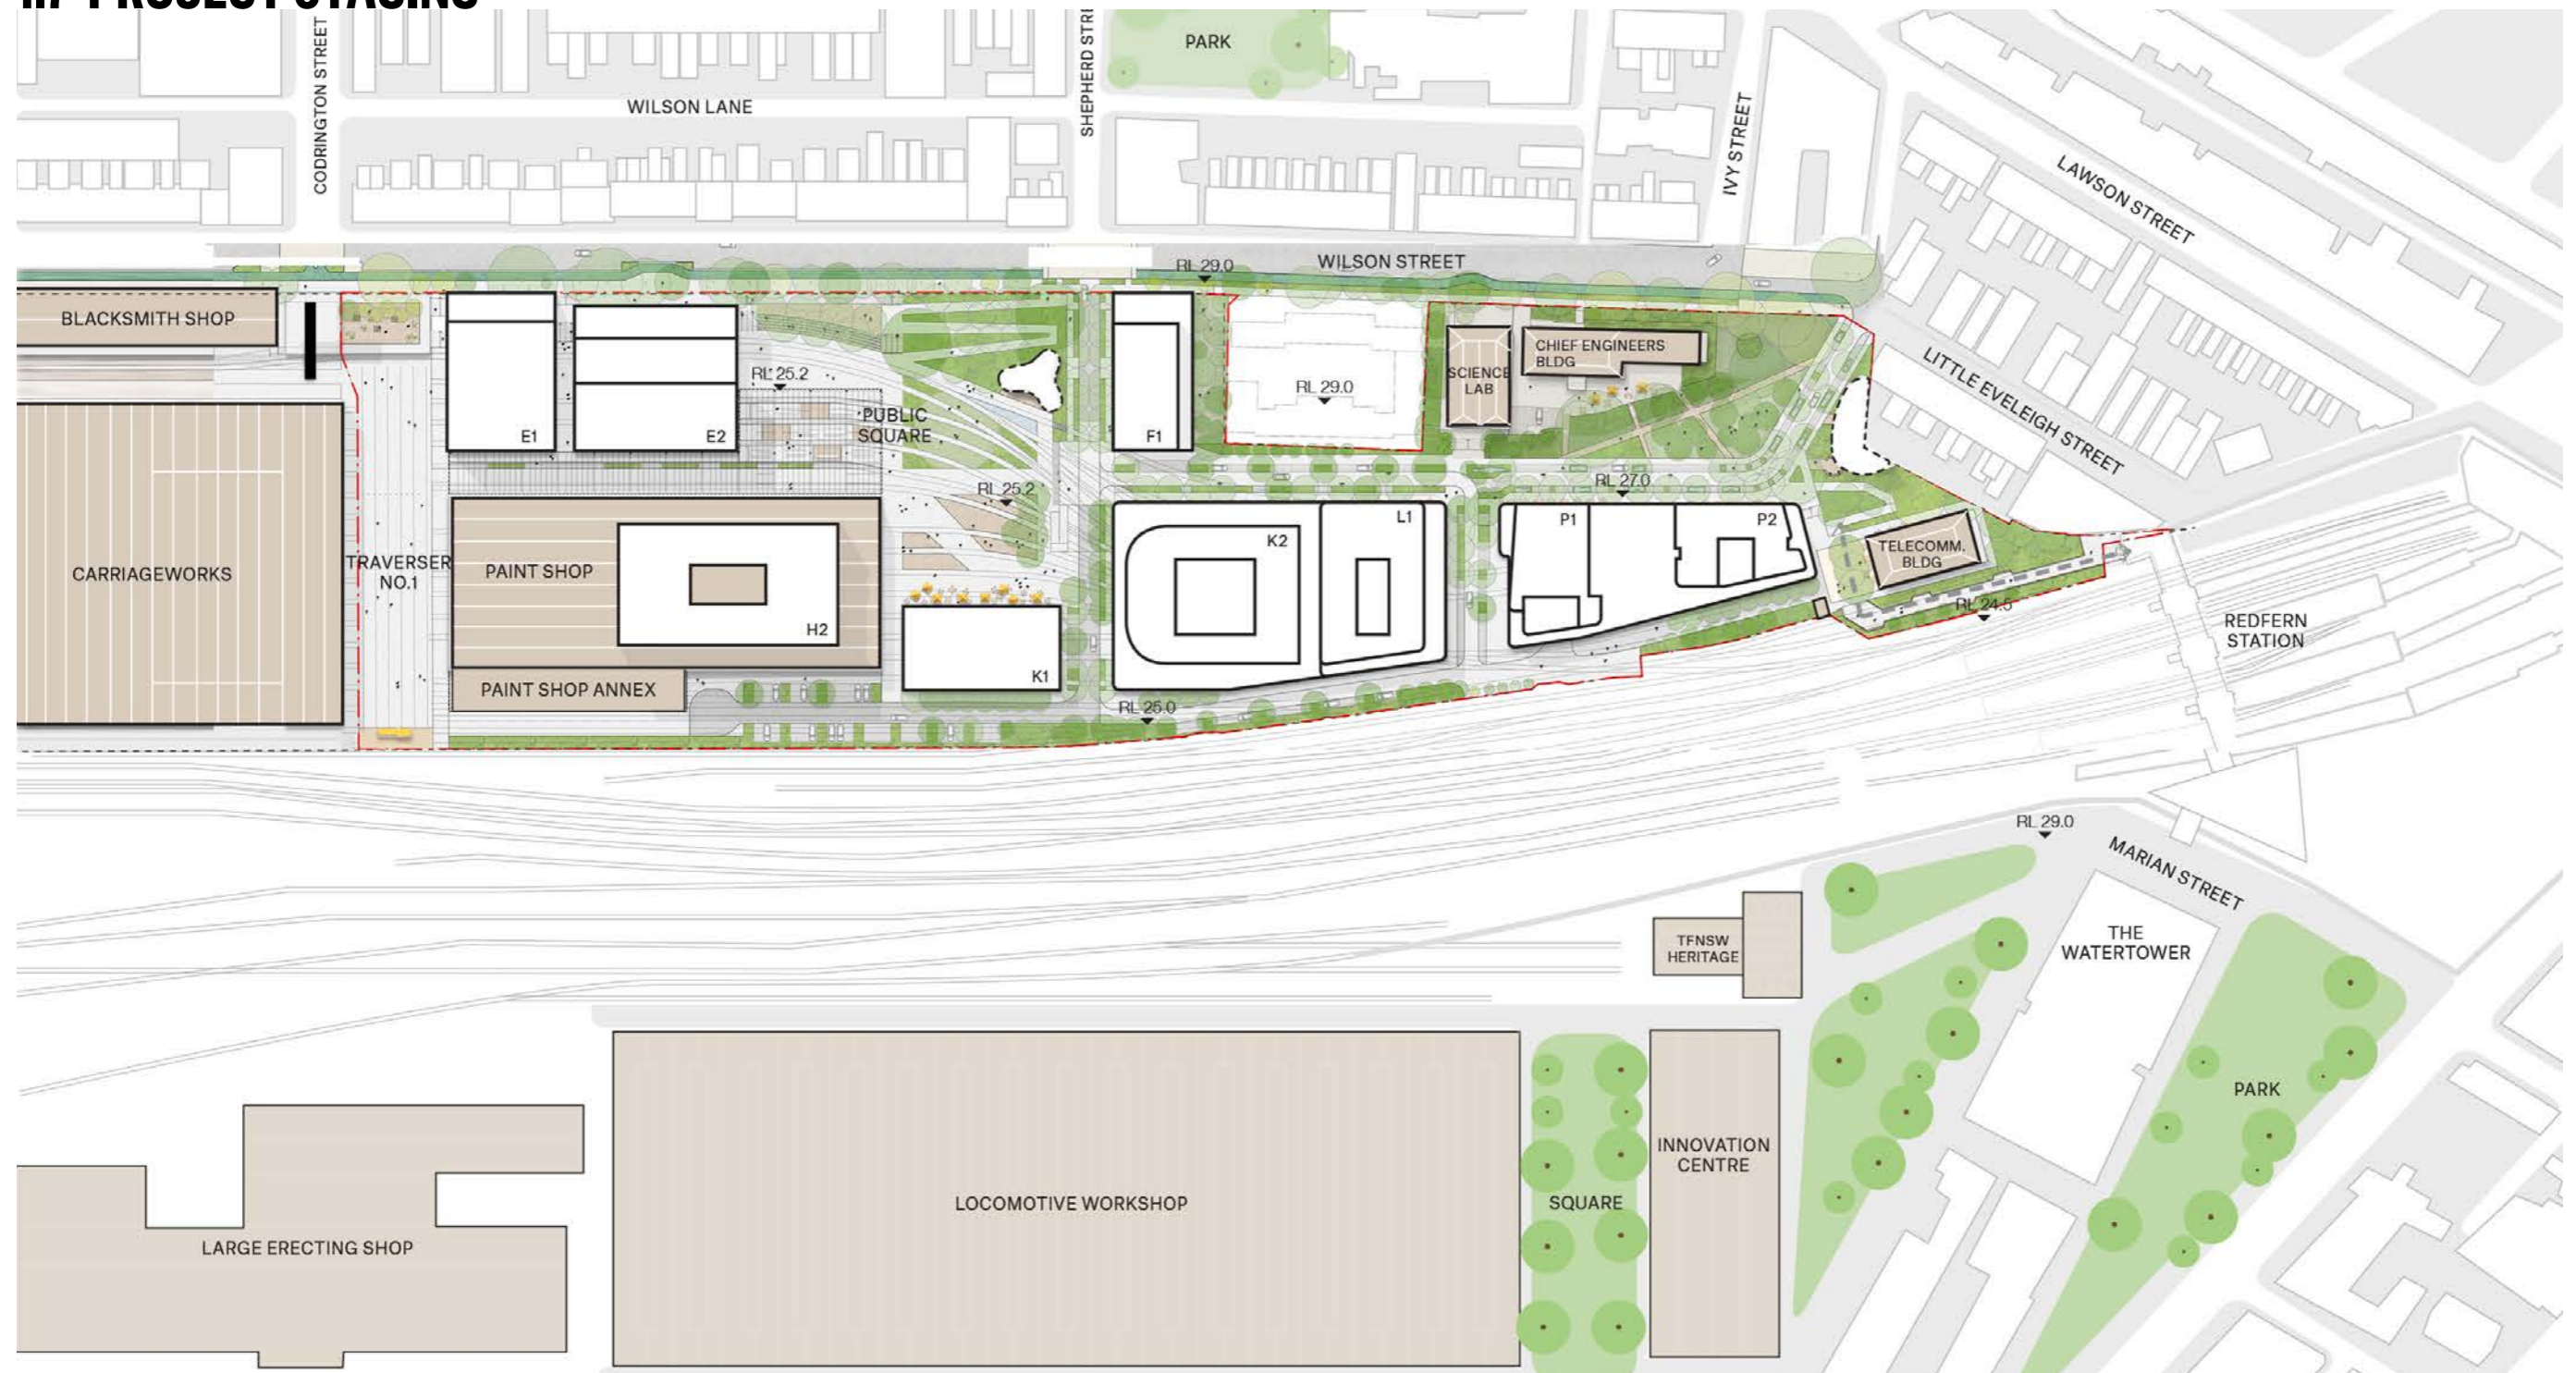 PROJECT STAGING
CODRINGTON STREET
SHEPHERD STRE
PARK
WILSON LANE
IVY STREET
LAWSON STREET
RL 29.0
WILSON STREET
BLACKSMITH SHOP
CHIEF ENGINEERS
BLDG
SCIENCE
LAB
LITTLE EVELEIGH STREET
RL 25.2
RL 29.0
PUBLIC
SQUARE
E1
E2
F1
RL 25.2
RL 27.0
K2
L1
P1
P2
TELECOMM.
BLDG
CARRIAGEWORKS
TRAVERSER
NO.1
PAINT SHOP
H2
RL 24.5
REDFERN
STATION
K1
PAINT SHOP ANNEX
RL 25.0
RL 29.0
MARIAN STREET
TFNSW
HERITAGE
THE
WATERTOWER
PARK
INNOVATION
CENTRE
SQUARE
LOCOMOTIVE WORKSHOP
LARGE ERECTING SHOP